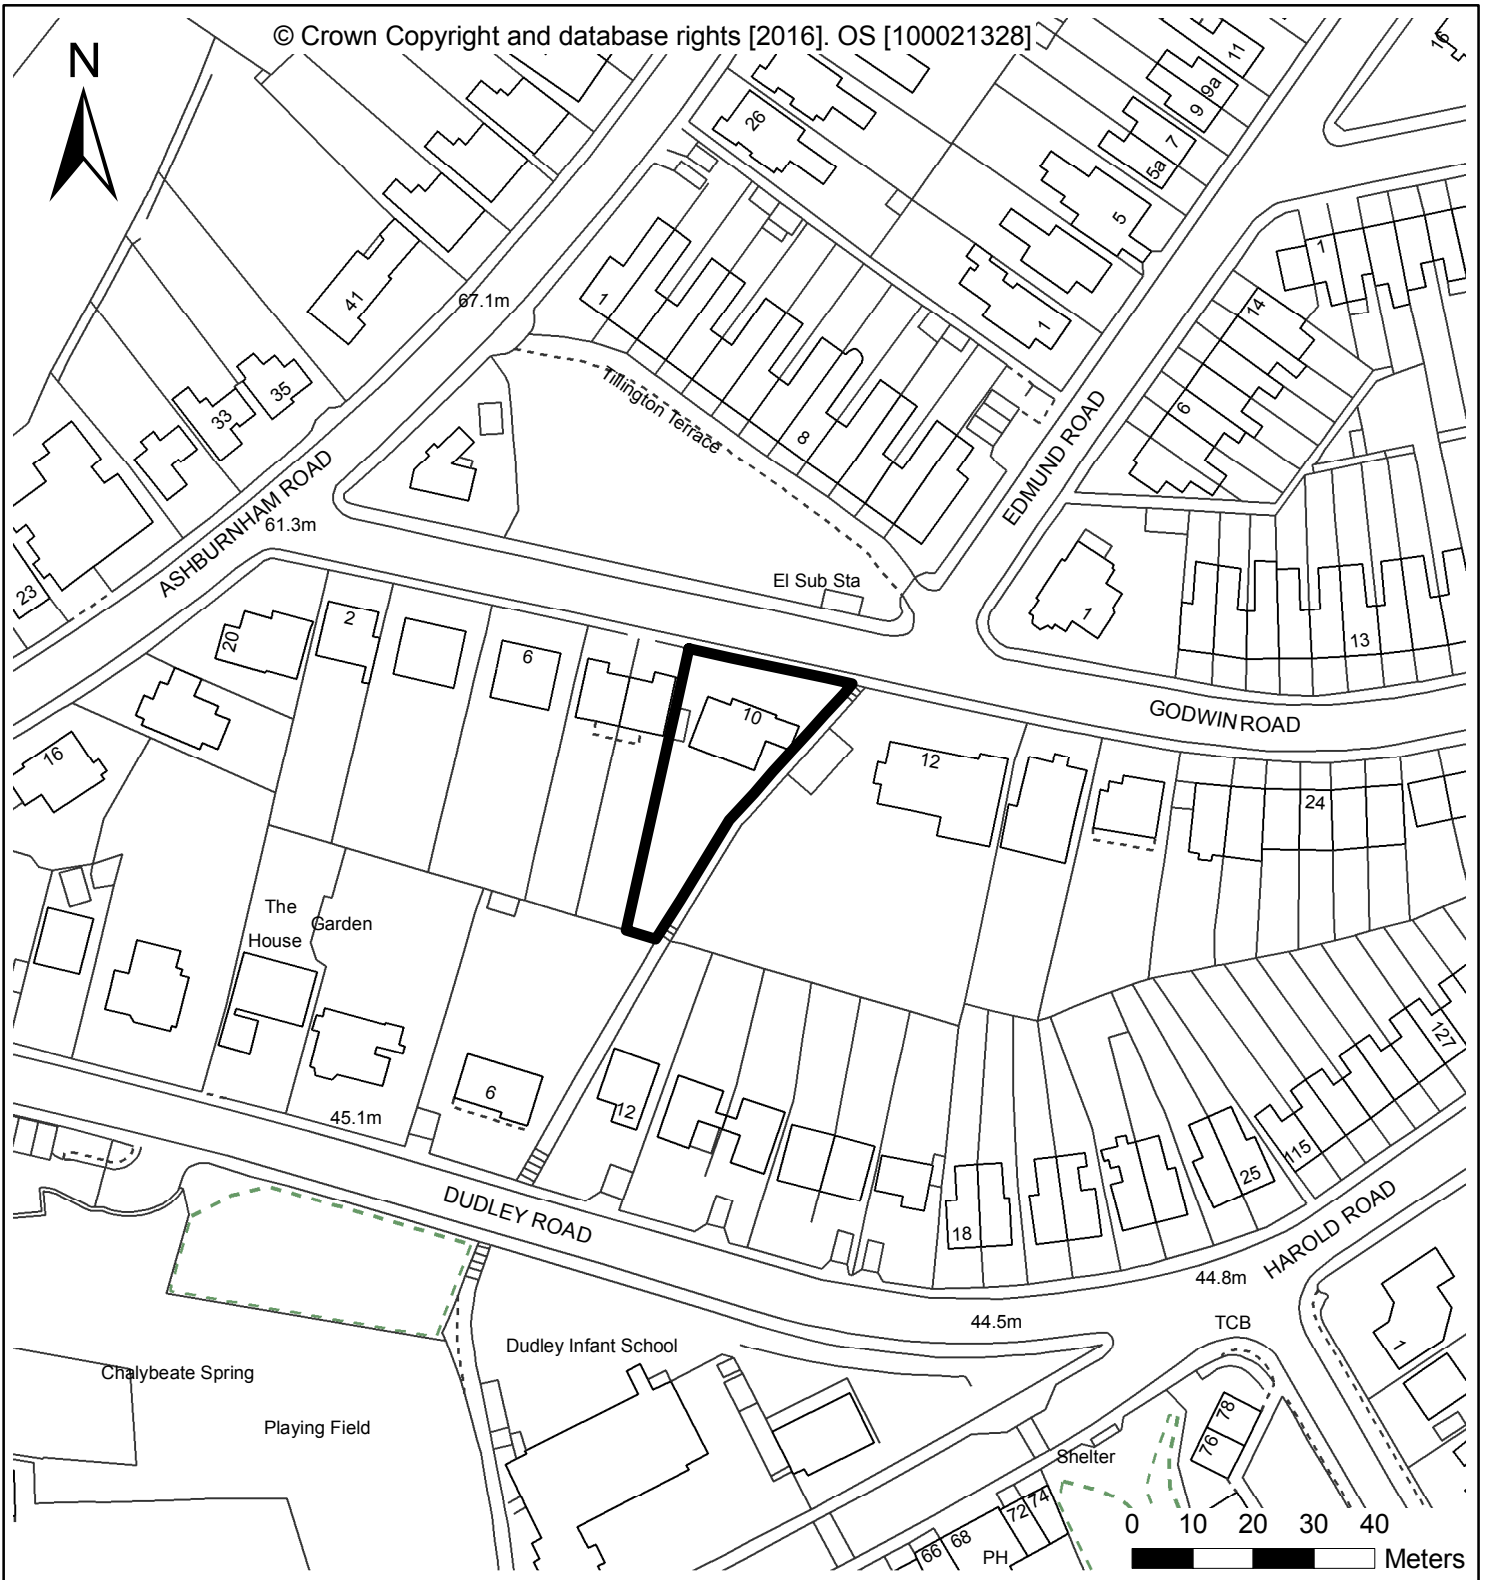 © Crown Copyright and database rights [2016]. OS [100021328]
N
11
9a
9
7
5a
5
1
16
26
1
8
Tillington Terrace
41
67.1m
35
33
23
ASHBURNHAM ROAD
61.3m
EDMUND ROAD
14
6
1
1
13
El Sub Sta
20
2
6
10
12
GODWIN ROAD
24
16
The Garden
House
6
12
45.1m
DUDLEY ROAD
18
25
115
127
HAROLD ROAD
44.8m
44.5m
TCB
1
Dudley Infant School
Chalybeate Spring
Playing Field
78
76
Shelter
74
72
68
66
PH
0 10 20 30 40
Meters